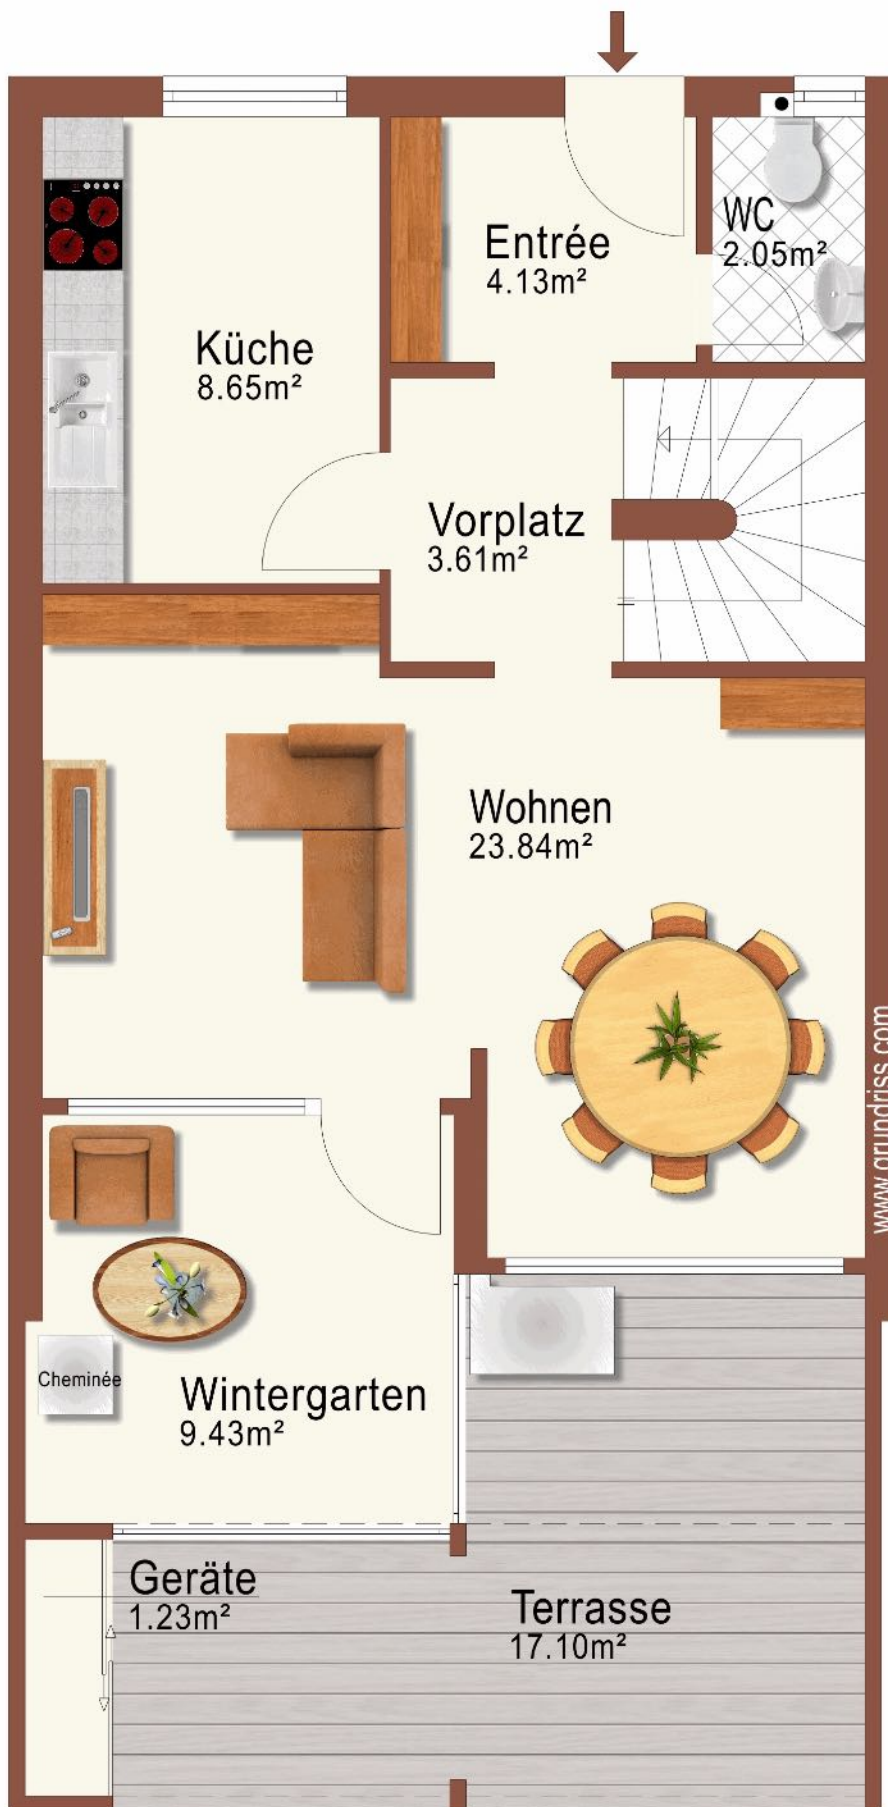 WC
2.05m²
Entrée
4.13m²
Küche
8.65m²
Vorplatz
3.61m²
Wohnen
23.84m²
www.grundriss.com
Cheminée
Wintergarten
9.43m²
Geräte
1.23m²
Terrasse
17.10m²